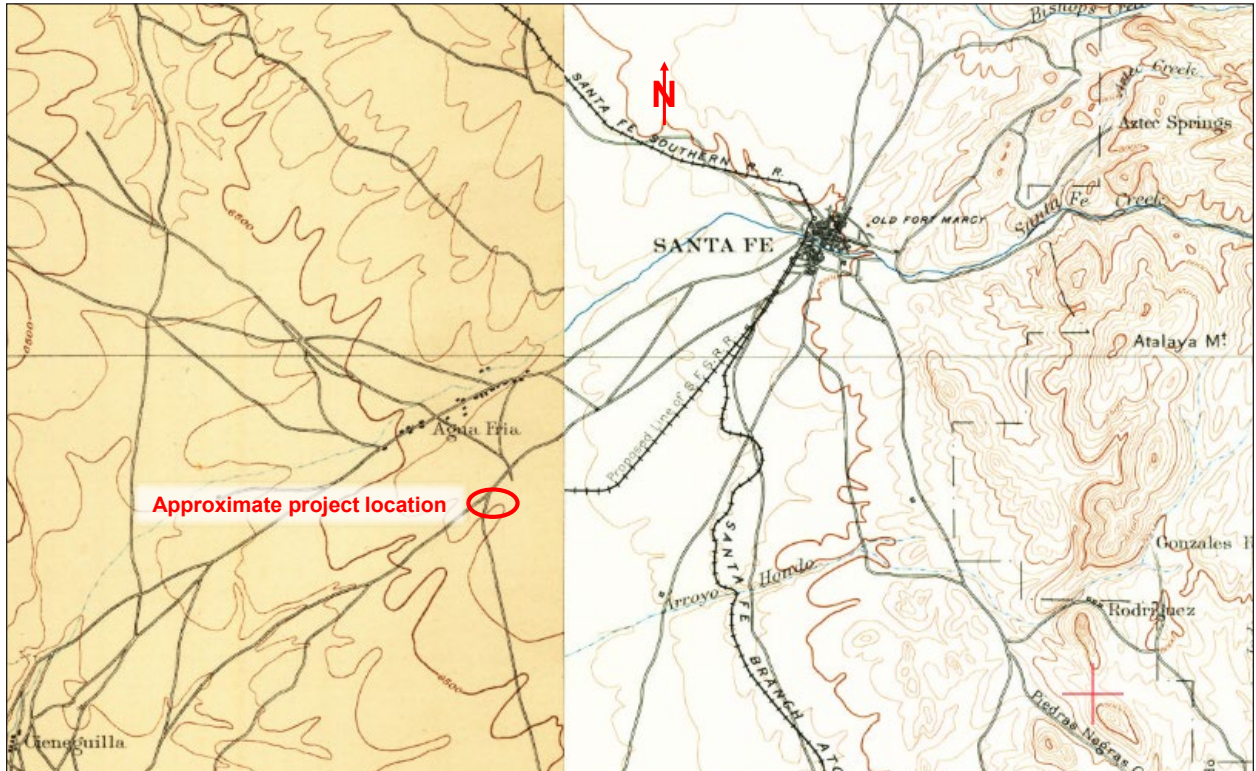 Bishops Creek
Aztec Creek
Aztec Springs
SANTA FE SOUTHERN R. R.
N
OLD FORT MARCY
Santa Fe Creek
SANTA FE
6500
6500
Atalaya Mt
Proposed Line of S. F. S. R. R.
Agua Fria
Approximate project location
Gonzales
Arroyo Hondo
SANTA FE BRANCH
Rodriguez
6500
Piedras Negras
Cieneguilla